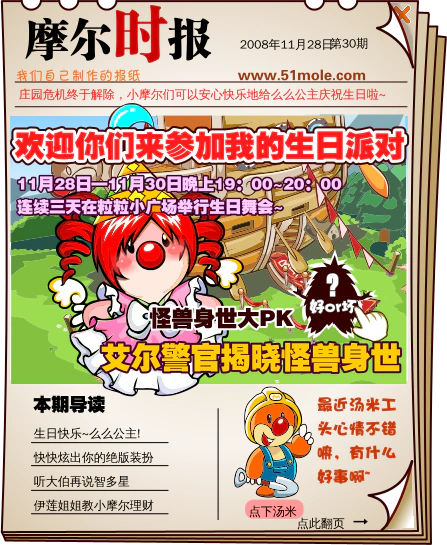 摩尔时报
2008年11月28日第30期
我们自己制作的报纸
www.51mole.com
庄园危机终于解除，小摩尔们可以安心快乐地给么么公主庆祝生日啦~
欢迎你们来参加我的生日派对
11月28日—11月30日晚上19：00~20：00
连续三天在粒粒小广场举行生日舞会~
?
好or坏
怪兽身世大PK
艾尔警官揭晓怪兽身世
本期导读
生日快乐~么么公主!
快快炫出你的绝版装扮
听大伯再说智多星
伊莲姐姐教小摩尔理财
最近汤米工
头心情不错
嘛，有什么
好事啊~
点下汤米
点此翻页 →